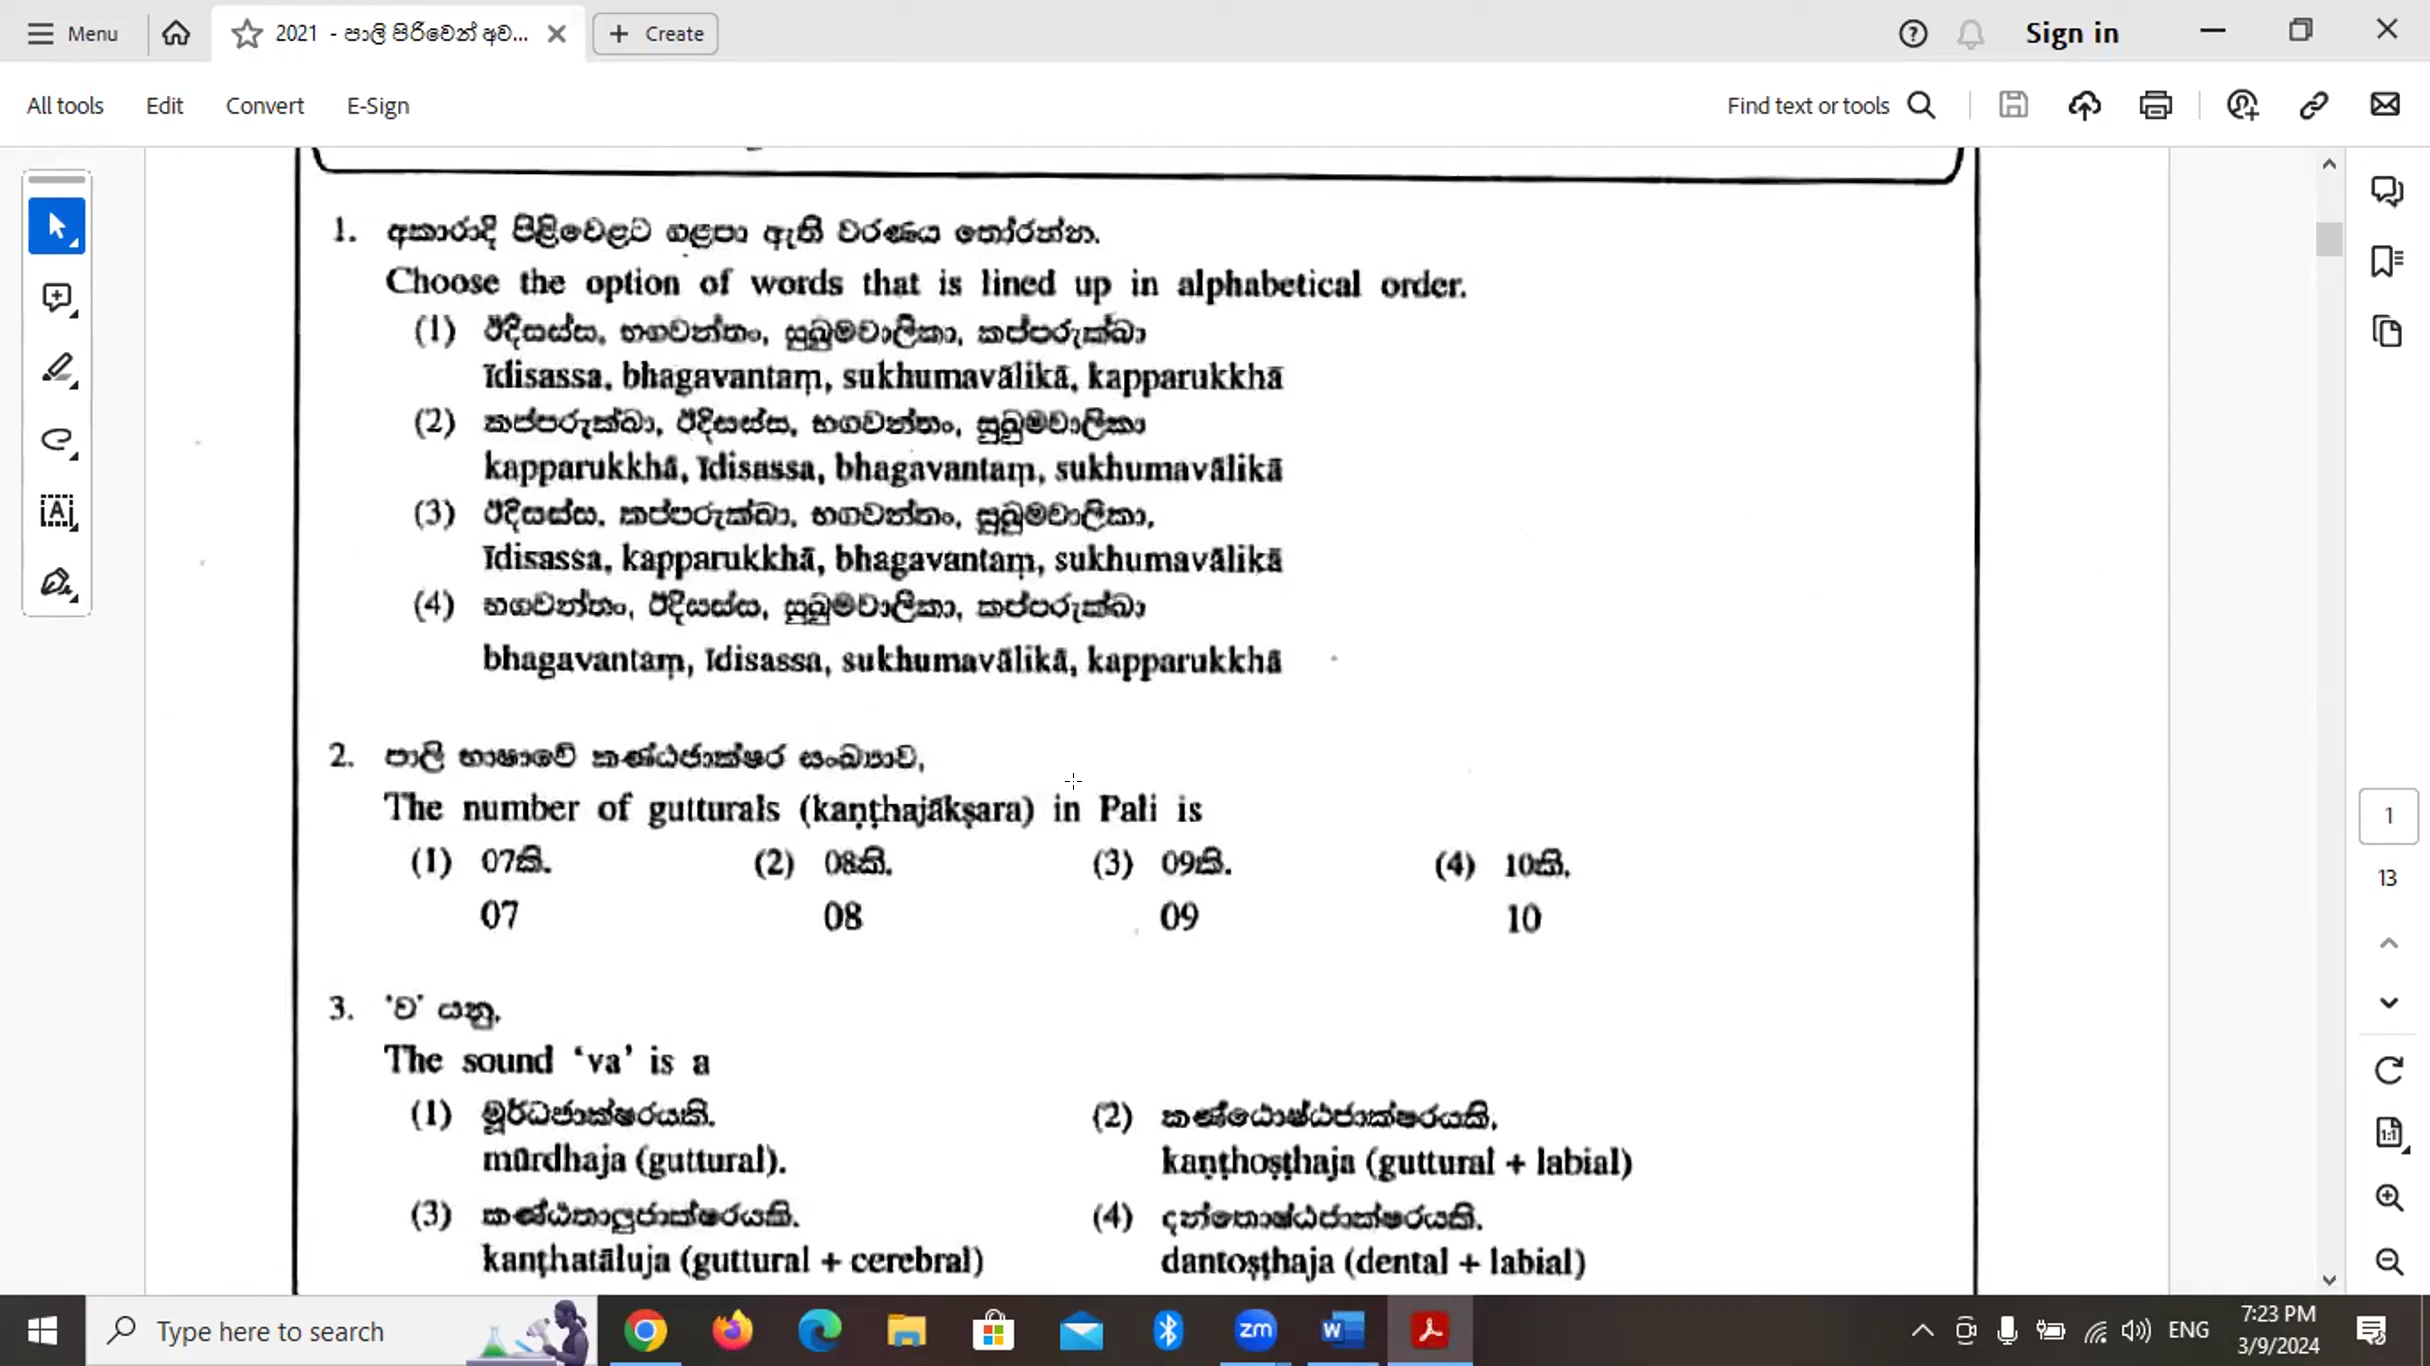 Menu
2021 - පාලි පිරිවෙන් අව...
Create
Sign in
All tools
Edit
Convert
E-Sign
Find text or tools
1. අකාරාදී පිළිවෙළට ගළපා ඇති වරණය තෝරන්න.
Choose the option of words that is lined up in alphabetical order.
(1) ඊදිසස්ස, භගවන්තං, සුඛුමවාලිකා, කප්පරුක්ඛා
īdisassa, bhagavantaṃ, sukhumavālikā, kapparukkhā
(2) කප්පරුක්ඛා, ඊදිසස්ස, භගවන්තං, සුඛුමවාලිකා
kapparukkhā, īdisassa, bhagavantaṃ, sukhumavālikā
(3) ඊදිසස්ස, කප්පරුක්ඛා, භගවන්තං, සුඛුමවාලිකා,
īdisassa, kapparukkhā, bhagavantaṃ, sukhumavālikā
(4) භගවන්තං, ඊදිසස්ස, සුඛුමවාලිකා, කප්පරුක්ඛා
bhagavantaṃ, īdisassa, sukhumavālikā, kapparukkhā
2. පාලි භාෂාවේ කණ්ඨජාක්ෂර සංඛ්‍යාව,
The number of gutturals (kaṇṭhajākṣara) in Pali is
(1) 07කි. (2) 08කි. (3) 09කි. (4) 10කි.
07 08 09 10
3. 'ව' යනු,
The sound ‘va’ is a
(1) මූර්ධජාක්ෂරයකි. (2) කණ්ඨොෂ්ඨජාක්ෂරයකි.
mūrdhaja (guttural). kaṇṭhoṣṭhaja (guttural + labial)
(3) කණ්ඨතාලුජාක්ෂරයකි. (4) දන්තොෂ්ඨජාක්ෂරයකි.
kanṭhatāluja (guttural + cerebral) dantoṣṭhaja (dental + labial)
1
13
Type here to search
ENG
7:23 PM
3/9/2024